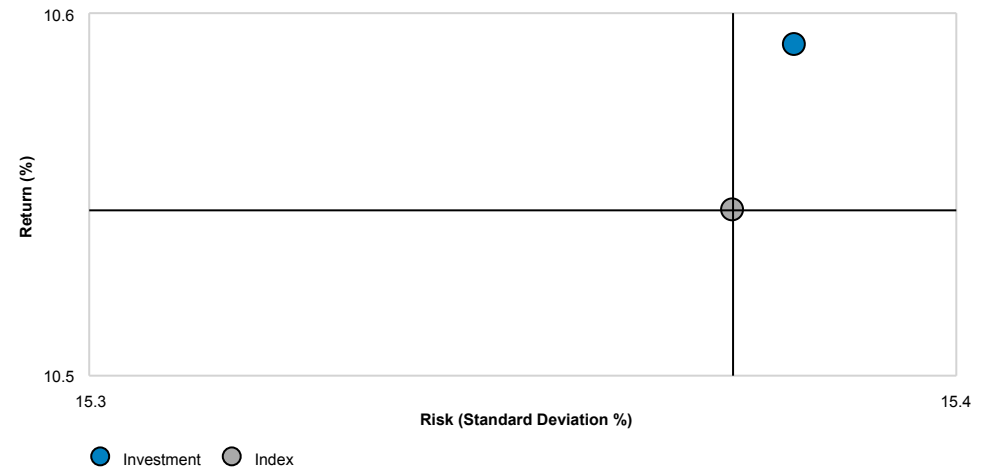 10.6
Return (%)
10.5
15.3
15.4
Risk (Standard Deviation %)
Investment Index